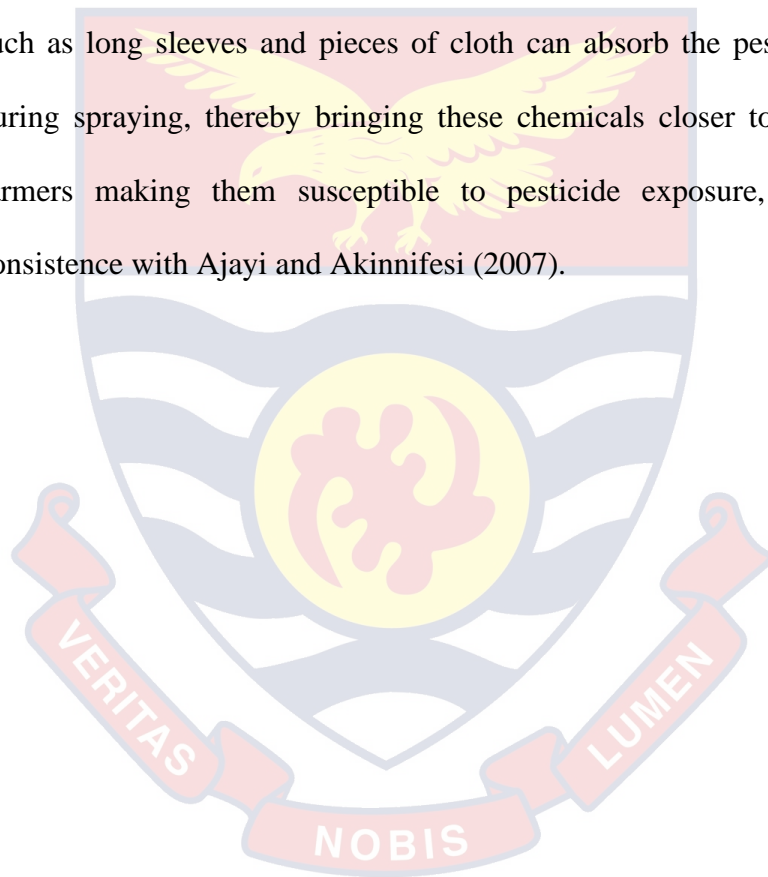 uch as long sleeves and pieces of cloth can absorb the pes
uring spraying, thereby bringing these chemicals closer to
armers making them susceptible to pesticide exposure,
onsistence with Ajayi and Akinnifesi (2007).
VERITAS
NOBIS
LUMEN